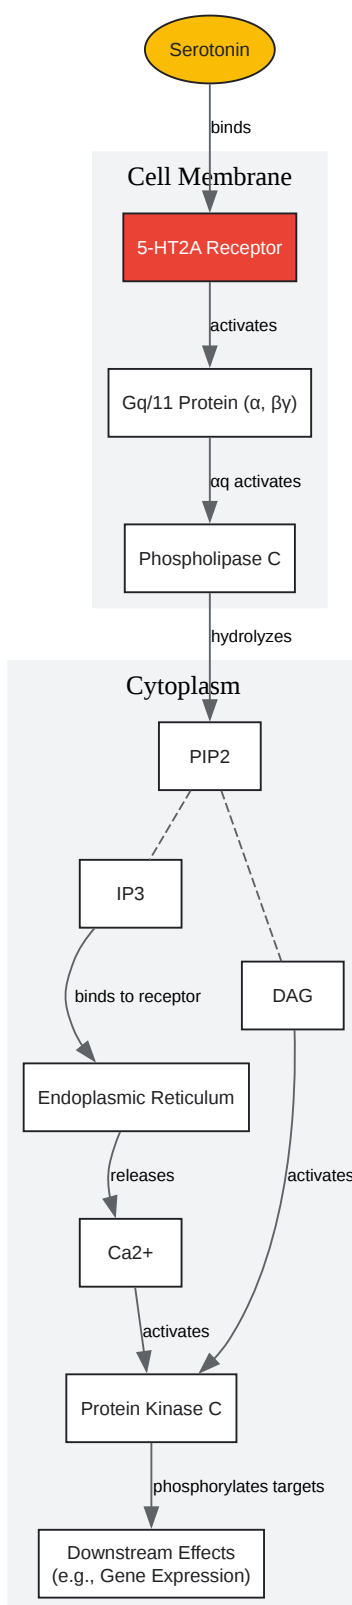 Serotonin
binds
Cell Membrane
5-HT2A Receptor
activates
Gq/11 Protein (α, βγ)
αq activates
Phospholipase C
hydrolyzes
Cytoplasm
PIP2
IP3
DAG
binds to receptor
Endoplasmic Reticulum
releases
activates
Ca2+
activates
Protein Kinase C
phosphorylates targets
Downstream Effects
(e.g., Gene Expression)